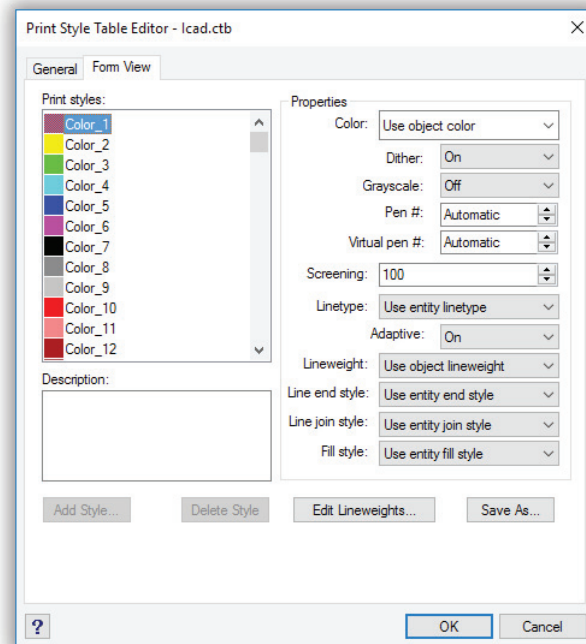 Print Style Table Editor - Icad.ctb
General
Form View
Print styles:
Color_1
Color_2
Color_3
Color_4
Color_5
Color_6
Color_7
Color_8
Color_9
Color_10
Color_11
Color_12
Description:
Properties
Color: Use object color
Dither: On
Grayscale: Off
Pen #: Automatic
Virtual pen #: Automatic
Screening: 100
Linetype: Use entity linetype
Adaptive: On
Lineweight: Use object lineweight
Line end style: Use entity end style
Line join style: Use entity join style
Fill style: Use entity fill style
Add Style...
Delete Style
Edit Lineweights...
Save As...
?
OK
Cancel